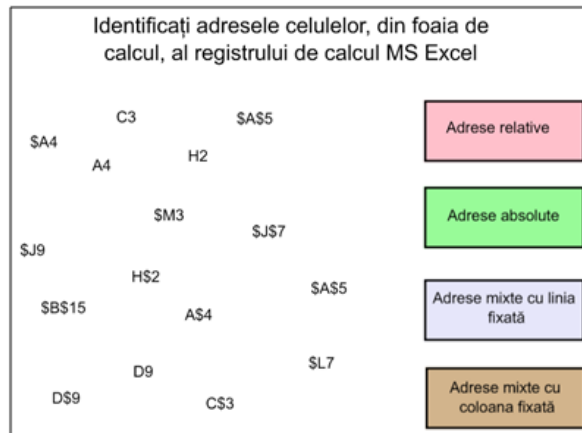 Identificați adresele celulelor, din foaia de
calcul, al registrului de calcul MS Excel
C3
$A$5
$A4
A4
H2
Adrese relative
$M3
$J$7
Adrese absolute
$J9
H$2
$A$5
$B$15
A$4
Adrese mixte cu linia
fixată
$L7
D9
D$9
C$3
Adrese mixte cu
coloana fixată